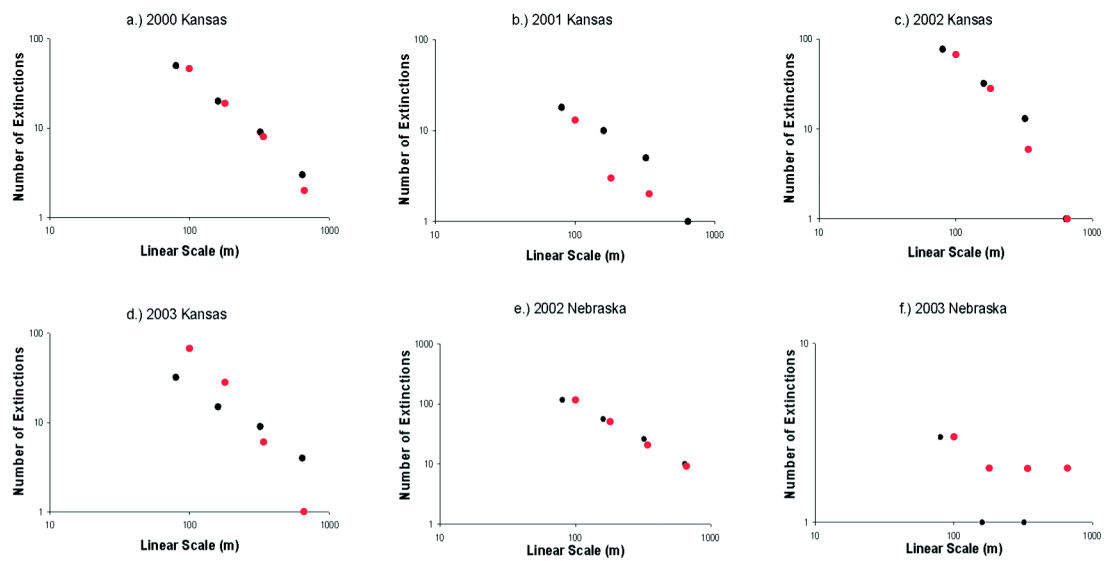 a.) 2000 Kansas
100
10
1
10
100
1000
Number of Extinctions
Linear Scale (m)
b.) 2001 Kansas
100
10
1
10
100
1000
Number of Extinctions
Linear Scale (m)
c.) 2002 Kansas
100
10
1
10
100
1000
Number of Extinctions
Linear Scale (m)
d.) 2003 Kansas
100
10
1
10
100
1000
Number of Extinctions
Linear Scale (m)
e.) 2002 Nebraska
1000
100
10
1
10
100
1000
Number of Extinctions
Linear Scale (m)
f.) 2003 Nebraska
10
1
10
100
1000
Number of Extinctions
Linear Scale (m)